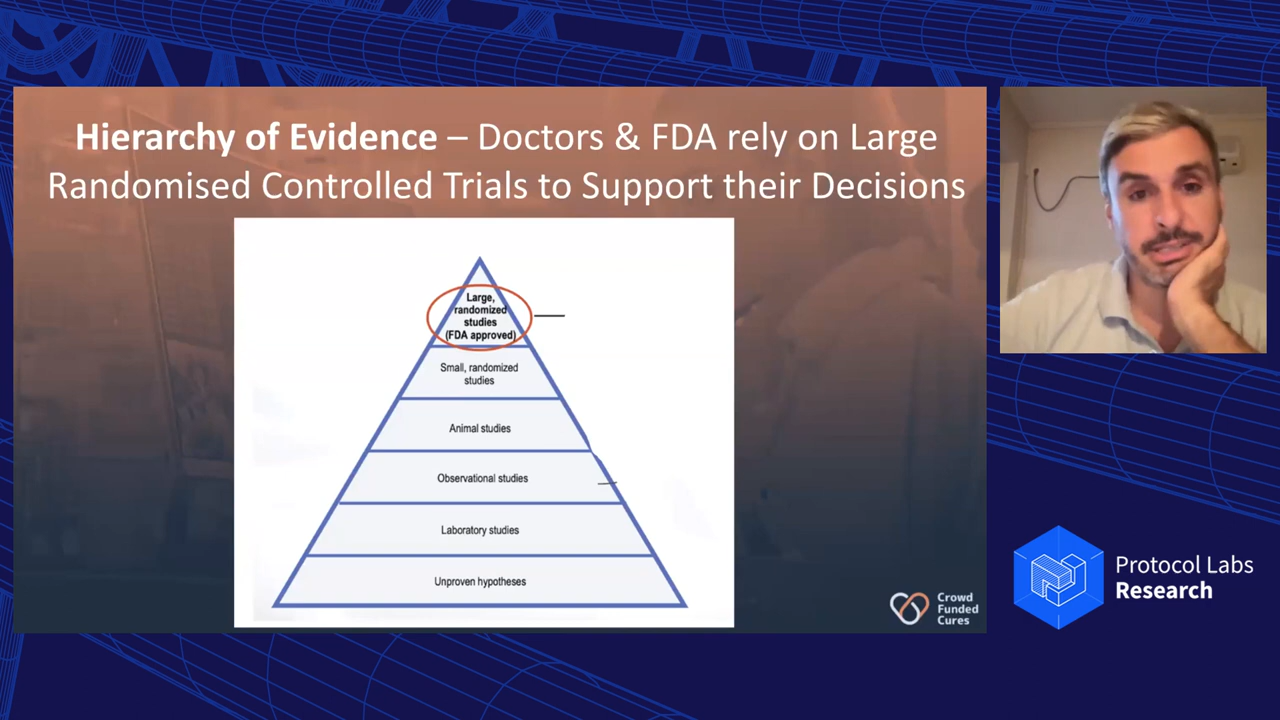 Hierarchy of Evidence – Doctors & FDA rely on Large
Randomised Controlled Trials to Support their Decisions
Large,
randomized
studies
(FDA approved)
Small, randomized
studies
Animal studies
Observational studies
Laboratory studies
Unproven hypotheses
Crowd
Funded
Cures
Protocol Labs
Research